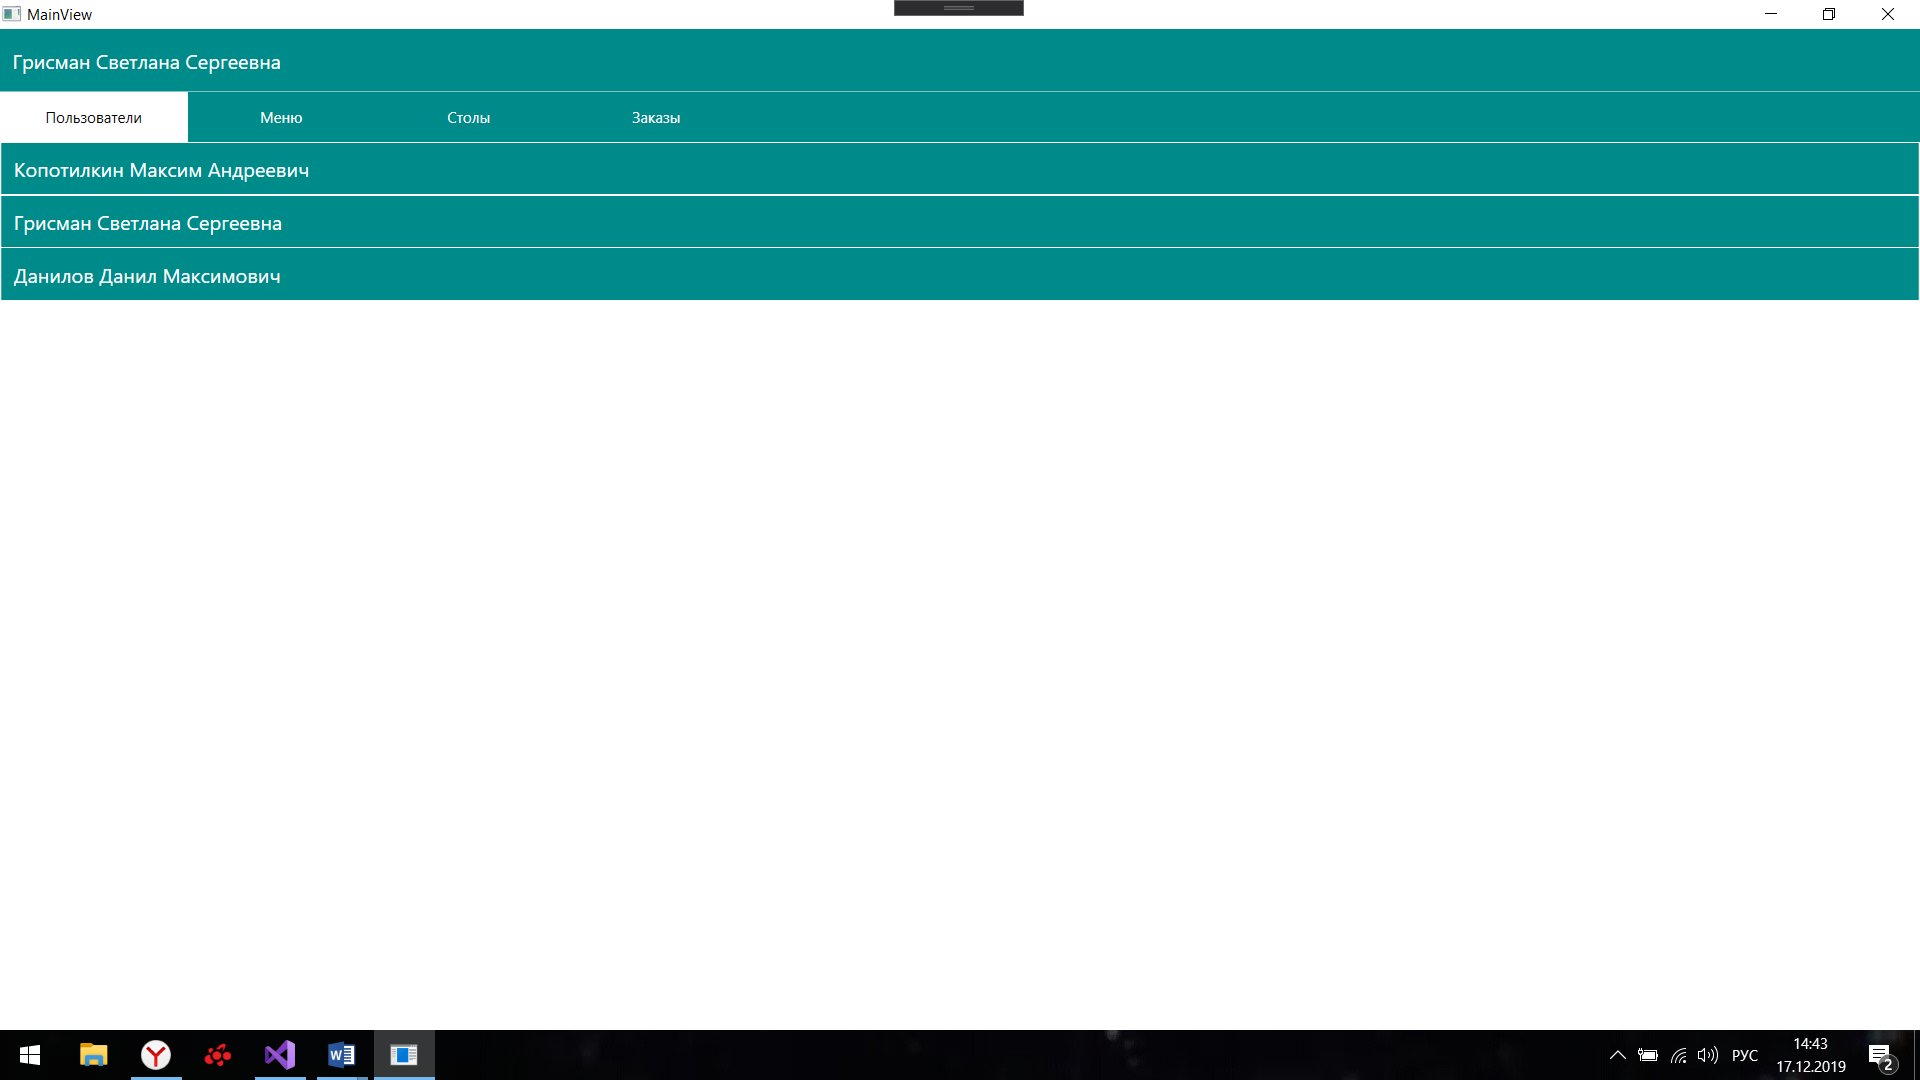 MainView
Грисман Светлана Сергеевна
Пользователи Меню Столы Заказы
Копотилкин Максим Андреевич
Грисман Светлана Сергеевна
Данилов Данил Максимович
РУС
14:43
17.12.2019
2